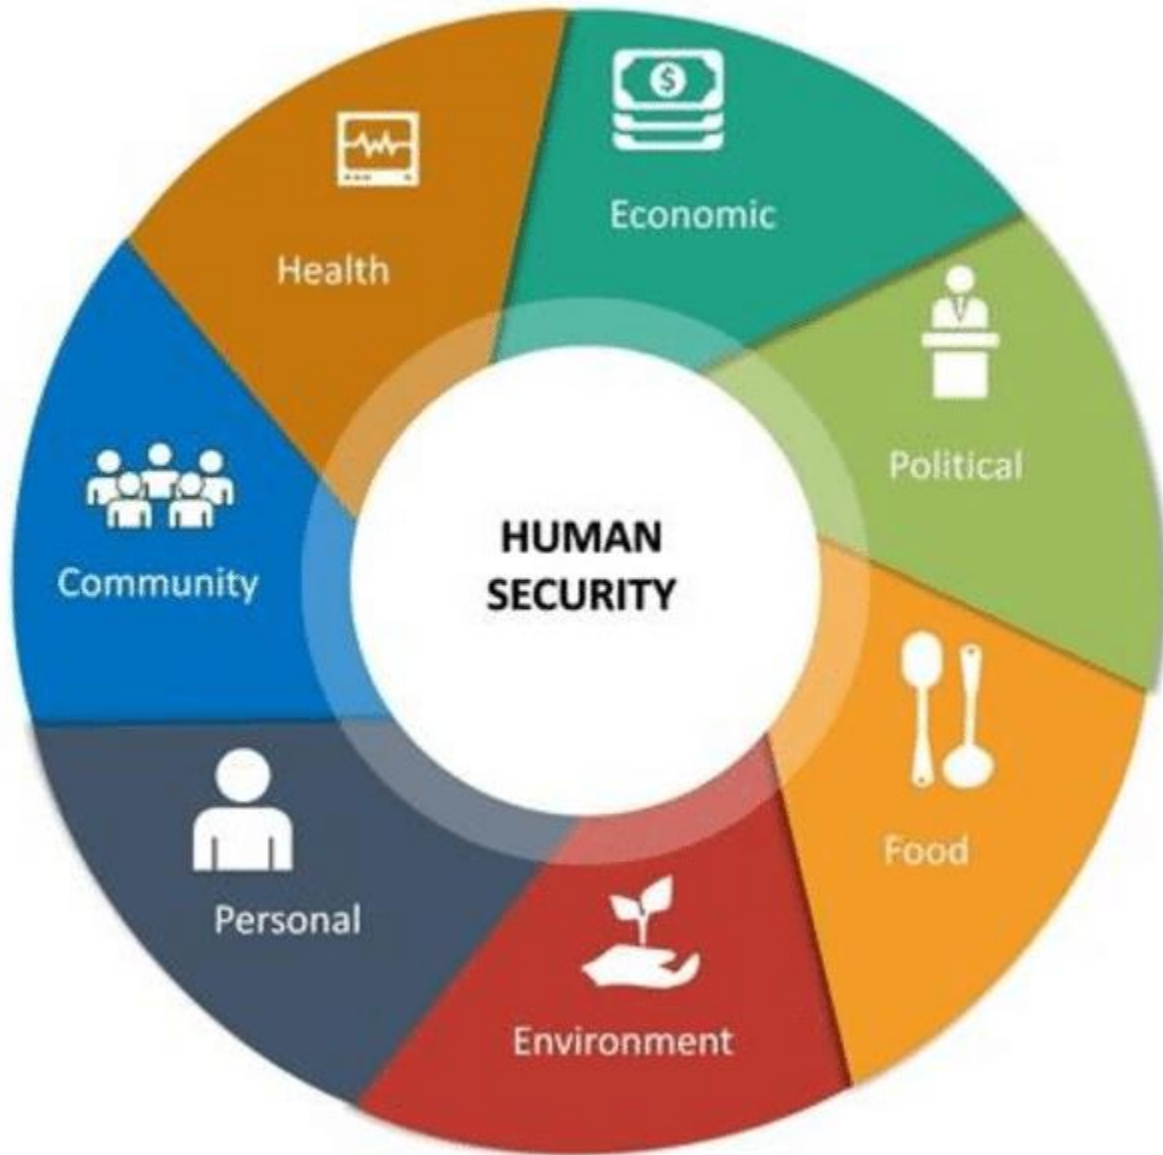 $
Economic
Political
Food
Environment
Personal
Community
Health
HUMAN
SECURITY